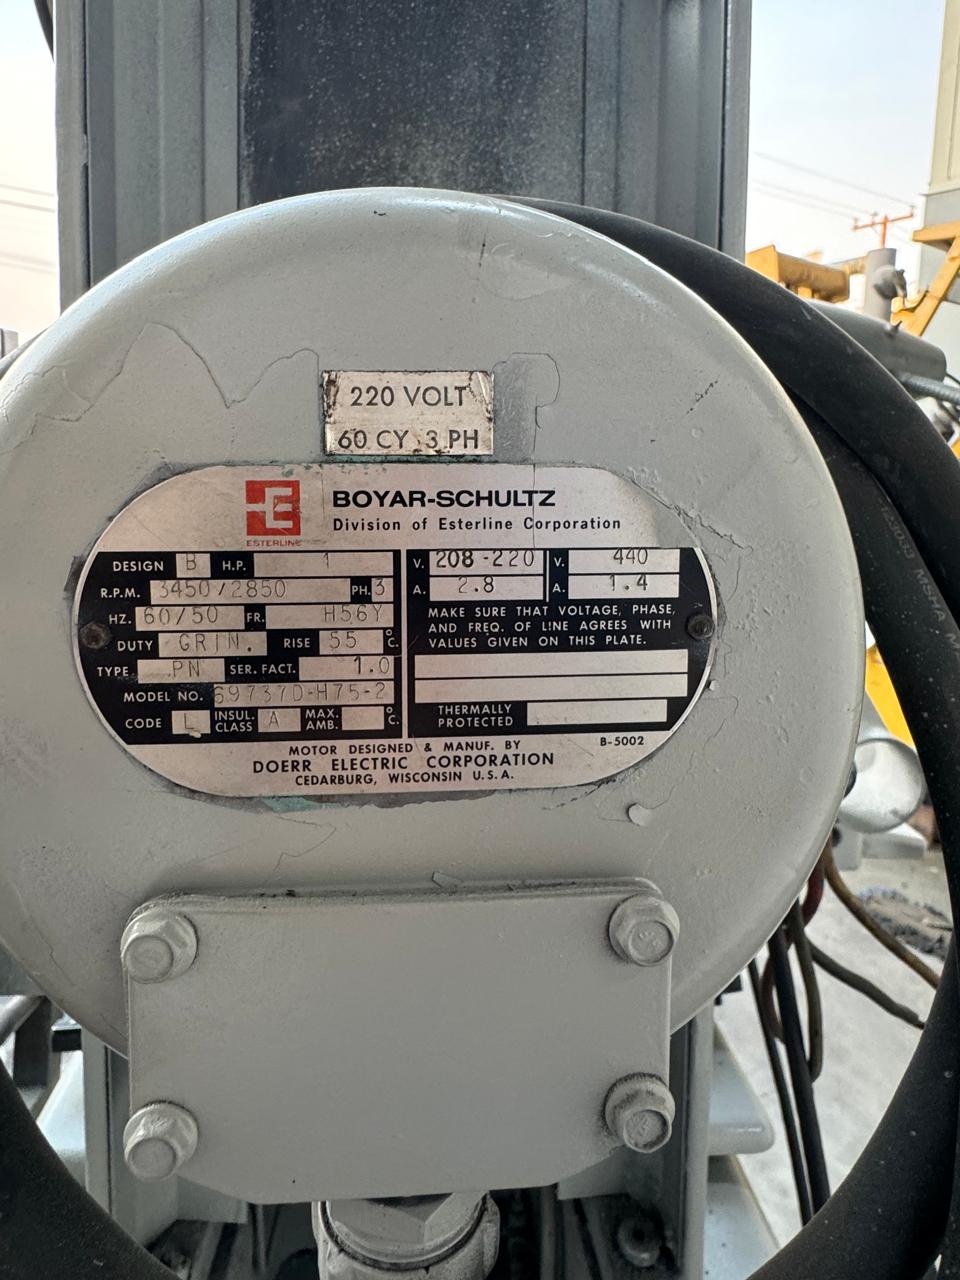 220 VOLT
60 CY 3 PH
ESTERLINE
BOYAR-SCHULTZ
Division of Esterline Corporation
DESIGN B H.P. 1
R.P.M. 3450/2850 PH. 3
HZ. 60/50 FR. H56Y
DUTY GRIN. RISE 55 °C.
TYPE PN SER. FACT. 1.0
MODEL NO. 69737D-H75-2
CODE L INSUL. CLASS A MAX. AMB. °C.
V. 208-220 V. 440
A. 2.8 A. 1.4
MAKE SURE THAT VOLTAGE, PHASE,
AND FREQ. OF LINE AGREES WITH
VALUES GIVEN ON THIS PLATE.
THERMALLY
PROTECTED
MOTOR DESIGNED & MANUF. BY B-5002
DOERR ELECTRIC CORPORATION
CEDARBURG, WISCONSIN U.S.A.